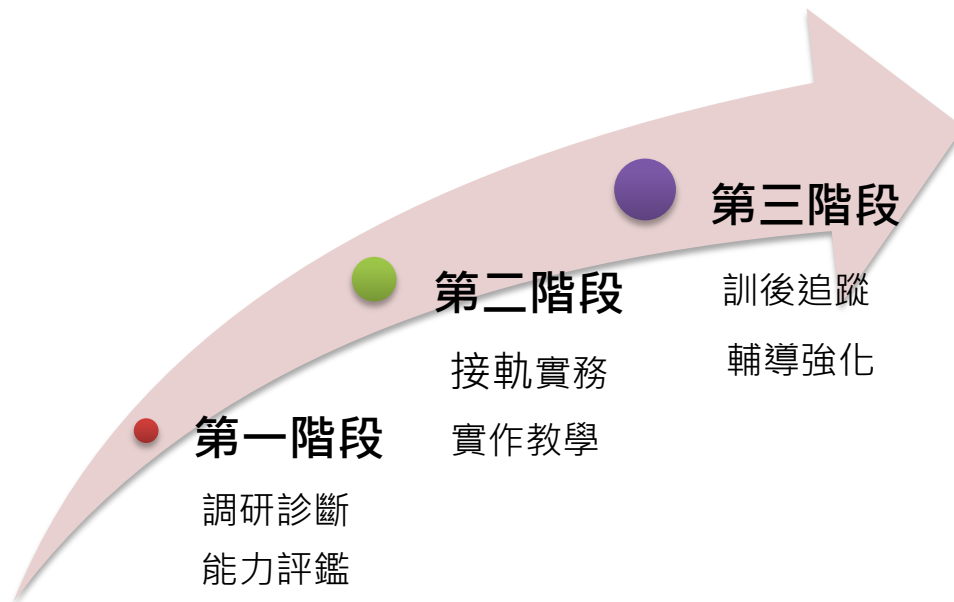 第一階段
調研診斷
能力評鑑
第二階段
接軌實務
實作教學
第三階段
訓後追蹤
輔導強化